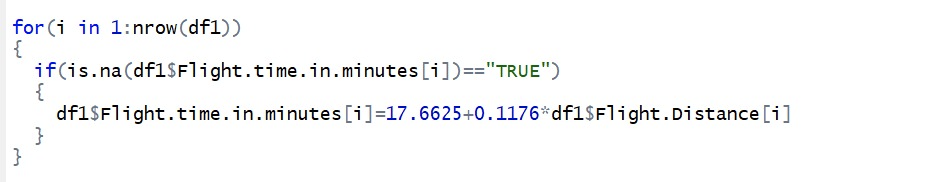 for(i in 1:nrow(df1))
{
  if(is.na(df1$Flight.time.in.minutes[i])=="TRUE")
  {
    df1$Flight.time.in.minutes[i]=17.6625+0.1176*df1$Flight.Distance[i]
  }
}